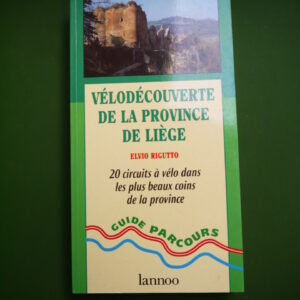 VÉLODÉCOUVERTE
DE LA PROVINCE
DE LIÈGE
ELVIO RIGUTTO
20 circuits à vélo dans
les plus beaux coins
de la province
GUIDE PARCOURS
lannoo